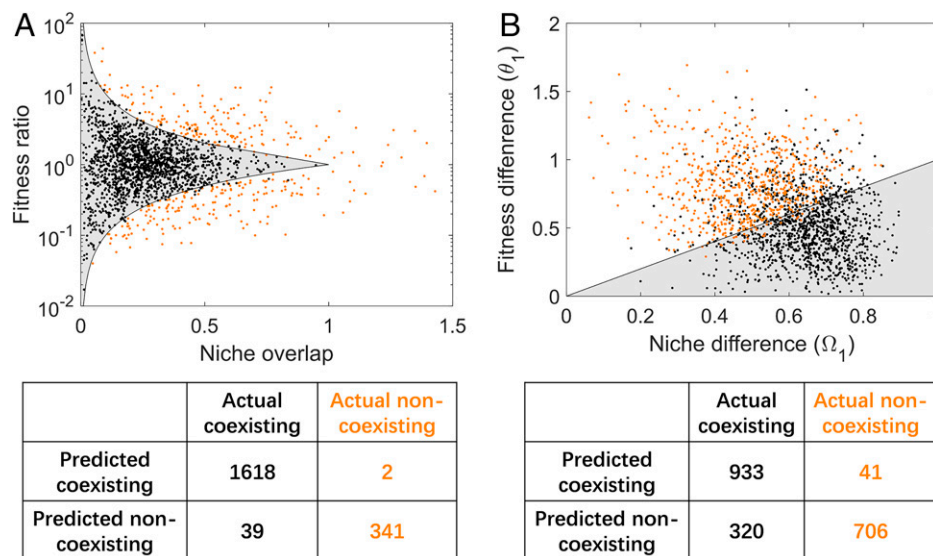 A
Fitness ratio
10^2
10^1
10^0
10^-1
10^-2
0
0.5
1
1.5
Niche overlap
B
Fitness diffenrence (θ_1)
2
1.5
1
0.5
0
0
0.2
0.4
0.6
0.8
Niche difference (Ω_1)
Actual
coexisting
Actual non-
coexisting
Predicted
coexisting
1618
2
Predicted non-
coexisting
39
341
Actual
coexisting
Actual non-
coexisting
Predicted
coexisting
933
41
Predicted non-
coexisting
320
706